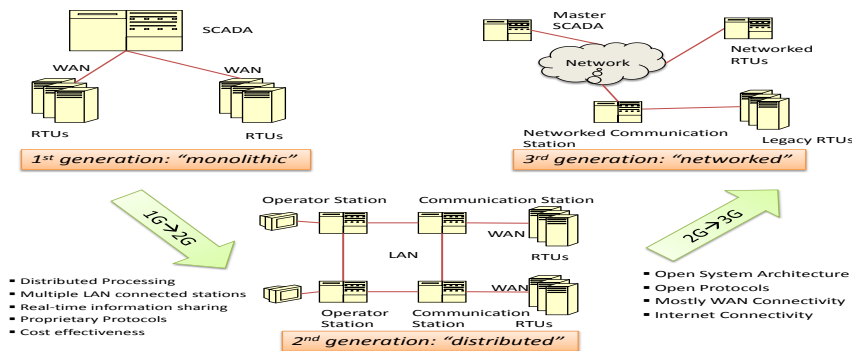 SCADA
WAN
WAN
RTUs
RTUs
1st generation: “monolithic”
Master
SCADA
Network
Networked
RTUs
Networked Communication
Station
Legacy RTUs
3rd generation: “networked”
1G→2G
▪ Distributed Processing
▪ Multiple LAN connected stations
▪ Real-time information sharing
▪ Proprietary Protocols
▪ Cost effectiveness
Operator Station
Communication Station
WAN
RTUs
LAN
WAN
Operator
Station
Communication
Station
RTUs
2nd generation: “distributed”
2G→3G
▪ Open System Architecture
▪ Open Protocols
▪ Mostly WAN Connectivity
▪ Internet Connectivity